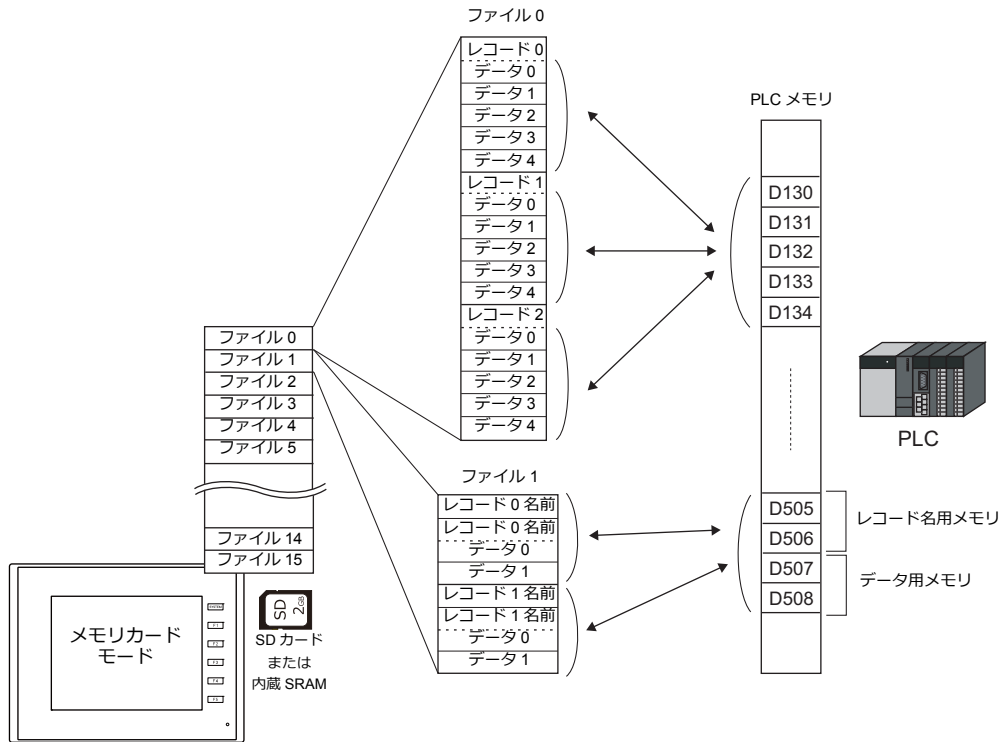 ファイル 0
レコード 0
データ 0
データ 1
データ 2
データ 3
データ 4
レコード 1
データ 0
データ 1
データ 2
データ 3
データ 4
レコード 2
データ 0
データ 1
データ 2
データ 3
データ 4
PLC メモリ
D130
D131
D132
D133
D134
D505
D506
D507
D508
レコード名用メモリ
データ用メモリ
PLC
ファイル 0
ファイル 1
ファイル 2
ファイル 3
ファイル 4
ファイル 5
ファイル 14
ファイル 15
ファイル 1
レコード 0 名前
レコード 0 名前
データ 0
データ 1
レコード 1 名前
レコード 1 名前
データ 0
データ 1
メモリカード
モード
SYSTEM
F1
F2
F3
F4
F5
SD
2GB
SD カード
または
内蔵 SRAM